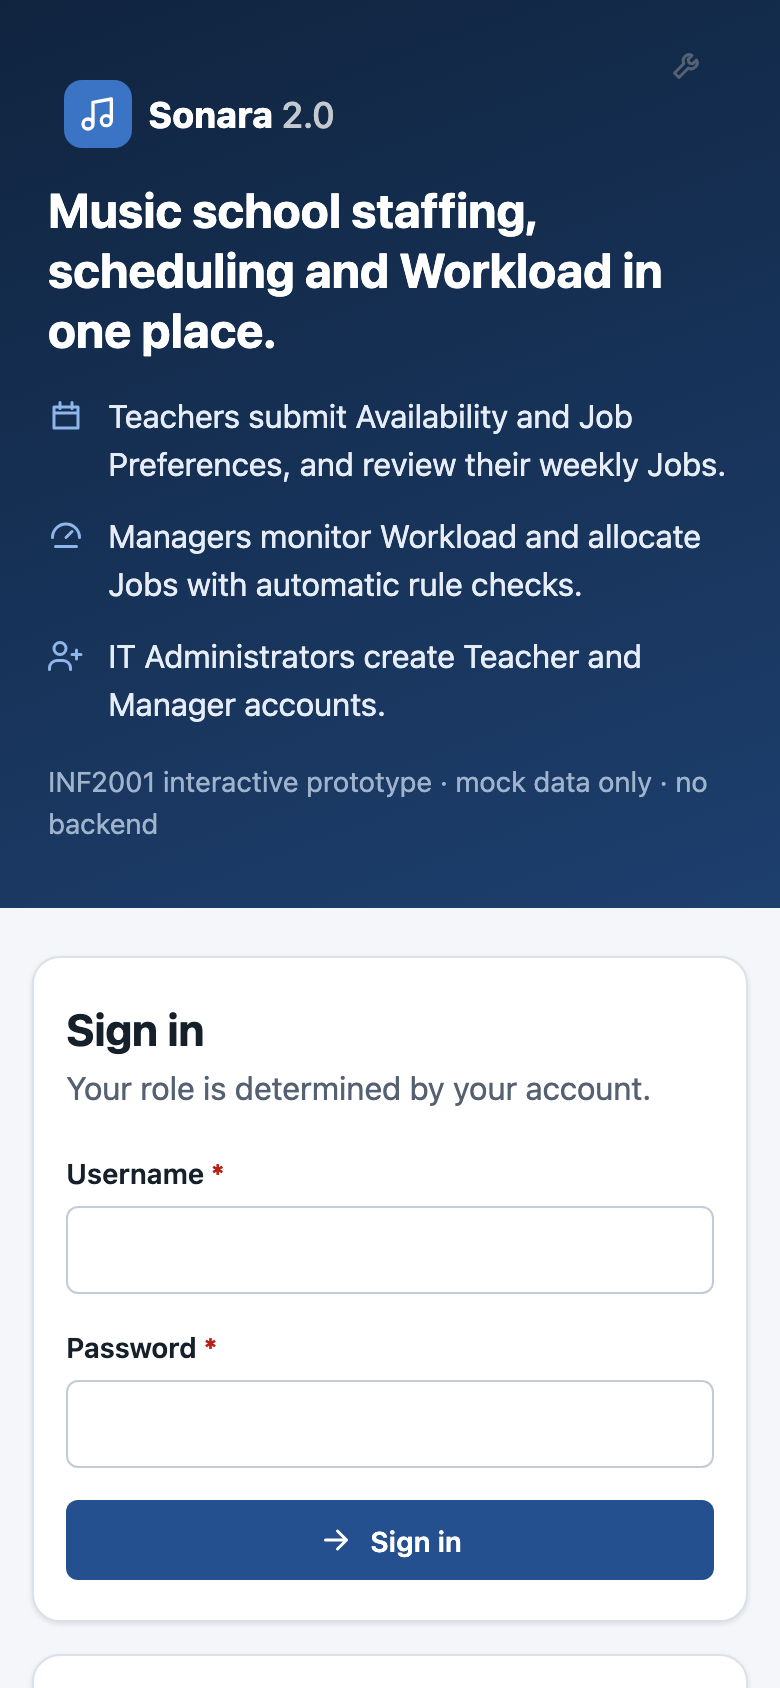 Sonara 2.0
Music school staffing,
scheduling and Workload in
one place.
Teachers submit Availability and Job
Preferences, and review their weekly Jobs.
Managers monitor Workload and allocate
Jobs with automatic rule checks.
IT Administrators create Teacher and
Manager accounts.
INF2001 interactive prototype · mock data only · no
backend
Sign in
Your role is determined by your account.
Username *
Password *
Sign in